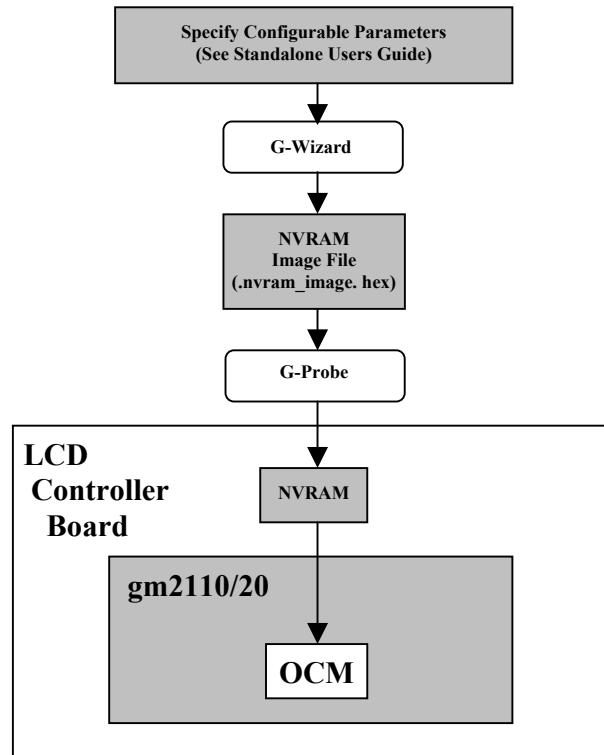 Specify Configurable Parameters
(See Standalone Users Guide)
G-Wizard
NVRAM
Image File
(.nvram_image. hex)
G-Probe
LCD
Controller
Board
NVRAM
gm2110/20
OCM